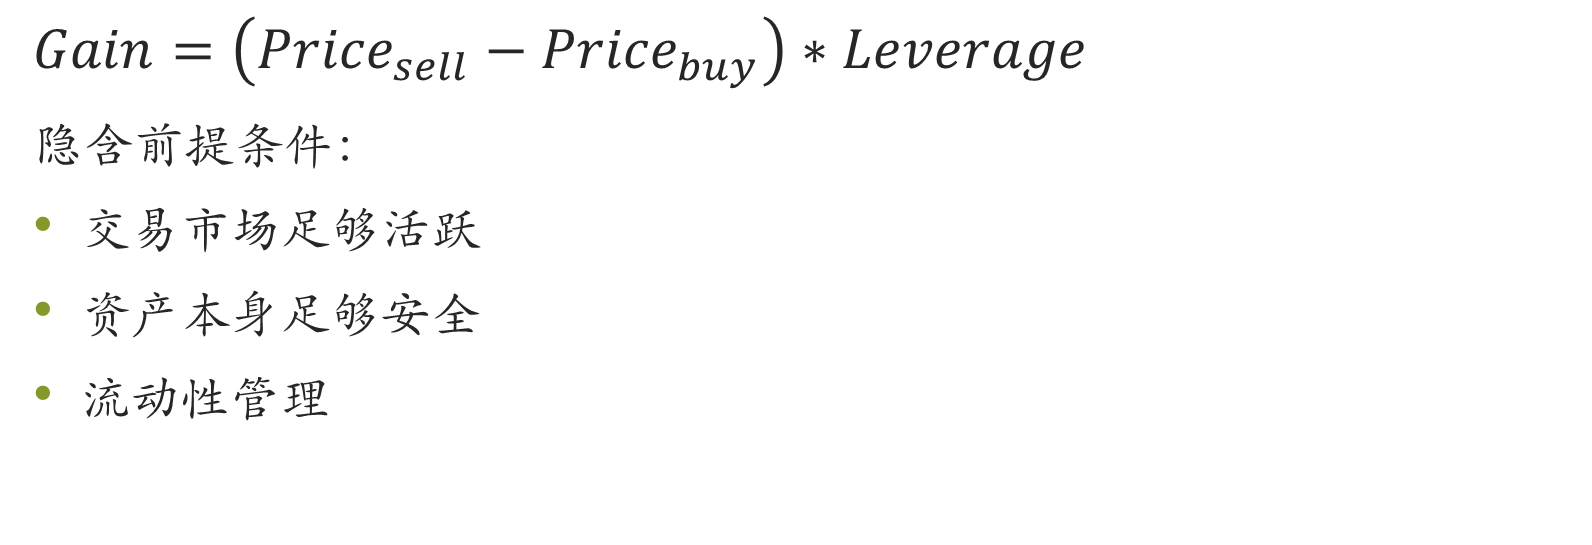 Gain = (Price_sell − Price_buy) * Leverage
隐含前提条件：
• 交易市场足够活跃
• 资产本身足够安全
• 流动性管理